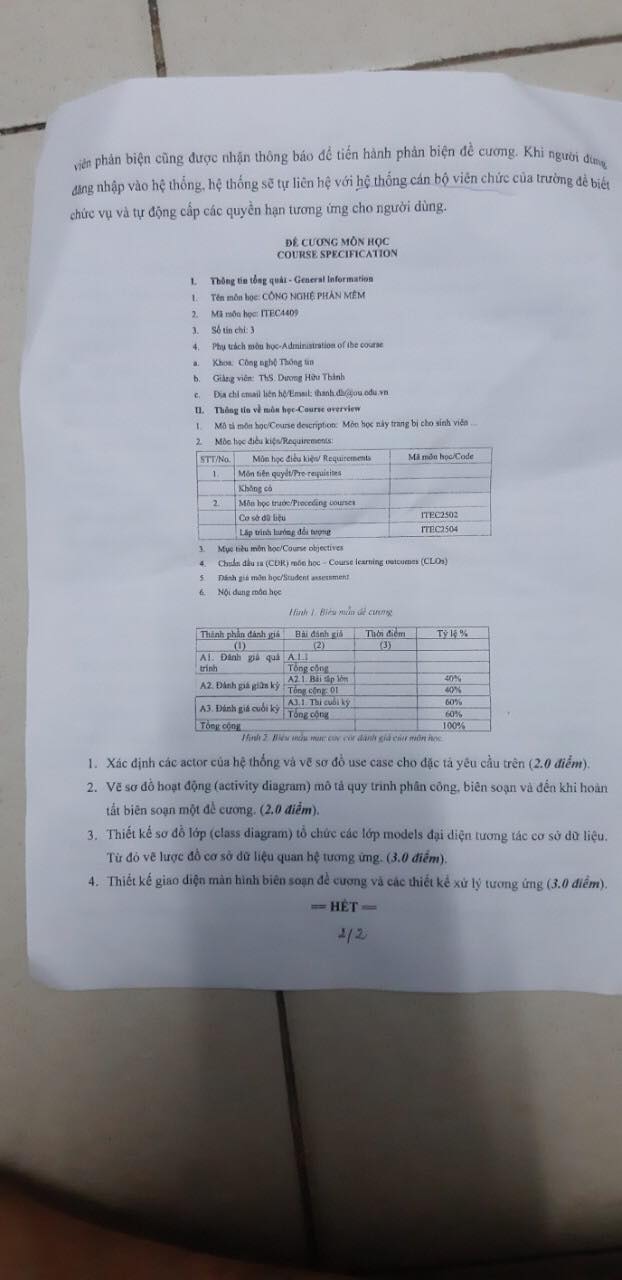 viên phản biện cũng được nhận thông báo để tiến hành phản biện đề cương. Khi người dùng
đăng nhập vào hệ thống, hệ thống sẽ tự liên hệ với hệ thống cán bộ viên chức của trường để biết
chức vụ và tự động cấp các quyền hạn tương ứng cho người dùng.
ĐỀ CƯƠNG MÔN HỌC
COURSE SPECIFICATION
I. Thông tin tổng quát - General information
1. Tên môn học: CÔNG NGHỆ PHẦN MỀM
2. Mã môn học: ITEC4409
3. Số tín chỉ: 3
4. Phụ trách môn học-Administration of the course
a. Khoa: Công nghệ Thông tin
b. Giảng viên: ThS. Dương Hữu Thành
c. Địa chỉ email liên hệ/Email: thanh.dh@ou.edu.vn
II. Thông tin về môn học-Course overview
1. Mô tả môn học/Course description: Môn học này trang bị cho sinh viên ...
2. Môn học điều kiện/Requirements:
STT/No. Môn học điều kiện/ Requirements Mã môn học/Code
1. Môn tiên quyết/Pre-requisites
Không có
2. Môn học trước/Preceding courses
Cơ sở dữ liệu ITEC2502
Lập trình hướng đối tượng ITEC2504
3. Mục tiêu môn học/Course objectives
4. Chuẩn đầu ra (CĐR) môn học – Course learning outcomes (CLOs)
5. Đánh giá môn học/Student assessment
6. Nội dung môn học
Hình 1. Biểu mẫu đề cương
Thành phần đánh giá Bài đánh giá Thời điểm Tỷ lệ %
(1) (2) (3)
A1. Đánh giá quá trình A.1.1
Tổng cộng
A2. Đánh giá giữa kỳ A2.1. Bài tập lớn 40%
Tổng cộng: 01 40%
A3. Đánh giá cuối kỳ A3.1. Thi cuối kỳ 60%
Tổng cộng 60%
Tổng cộng 100%
Hình 2. Biểu mẫu mục các cột đánh giá của môn học
1. Xác định các actor của hệ thống và vẽ sơ đồ use case cho đặc tả yêu cầu trên (2.0 điểm).
2. Vẽ sơ đồ hoạt động (activity diagram) mô tả quy trình phân công, biên soạn và đến khi hoàn
tất biên soạn một đề cương. (2.0 điểm).
3. Thiết kế sơ đồ lớp (class diagram) tổ chức các lớp models đại diện tương tác cơ sở dữ liệu.
Từ đó vẽ lược đồ cơ sở dữ liệu quan hệ tương ứng. (3.0 điểm).
4. Thiết kế giao diện màn hình biên soạn đề cương và các thiết kế xử lý tương ứng (3.0 điểm).
== HẾT ==
2/2